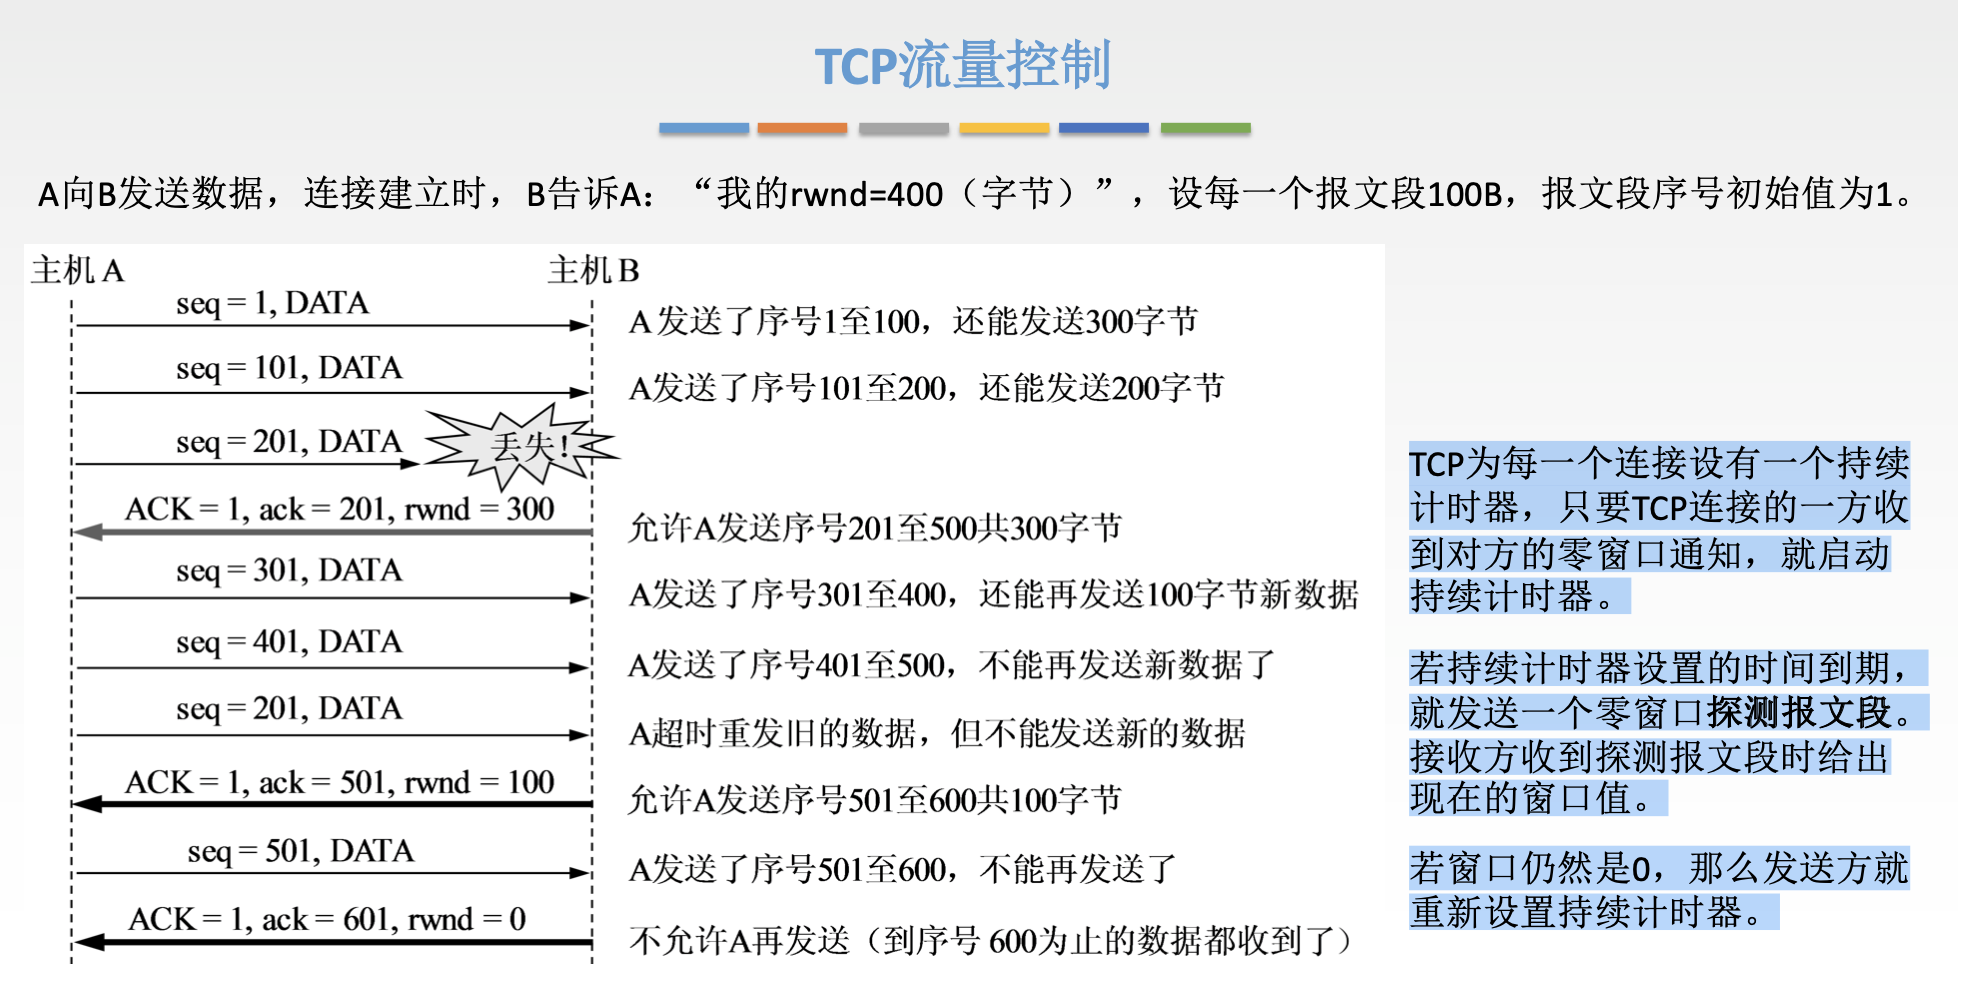 TCP流量控制
A向B发送数据，连接建立时，B告诉A：“我的rwnd=400（字节）”，设每一个报文段100B，报文段序号初始值为1。
主机A 主机B
seq = 1, DATA
A发送了序号1至100，还能发送300字节
seq = 101, DATA
A发送了序号101至200，还能发送200字节
seq = 201, DATA
丢失！
ACK = 1, ack = 201, rwnd = 300
允许A发送序号201至500共300字节
seq = 301, DATA
A发送了序号301至400，还能再发送100字节新数据
seq = 401, DATA
A发送了序号401至500，不能再发送新数据了
seq = 201, DATA
A超时重发旧的数据，但不能发送新的数据
ACK = 1, ack = 501, rwnd = 100
允许A发送序号501至600共100字节
seq = 501, DATA
A发送了序号501至600，不能再发送了
ACK = 1, ack = 601, rwnd = 0
不允许A再发送（到序号 600为止的数据都收到了）
TCP为每一个连接设有一个持续
计时器，只要TCP连接的一方收
到对方的零窗口通知，就启动
持续计时器。
若持续计时器设置的时间到期，
就发送一个零窗口探测报文段。
接收方收到探测报文段时给出
现在的窗口值。
若窗口仍然是0，那么发送方就
重新设置持续计时器。